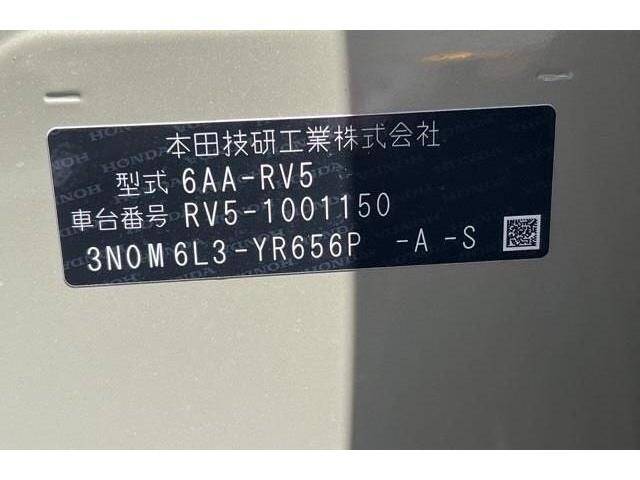 本田技研工業株式会社
型式 6AA-RV5
車台番号 RV5-1001150
3N0M6L3-YR656P -A -S